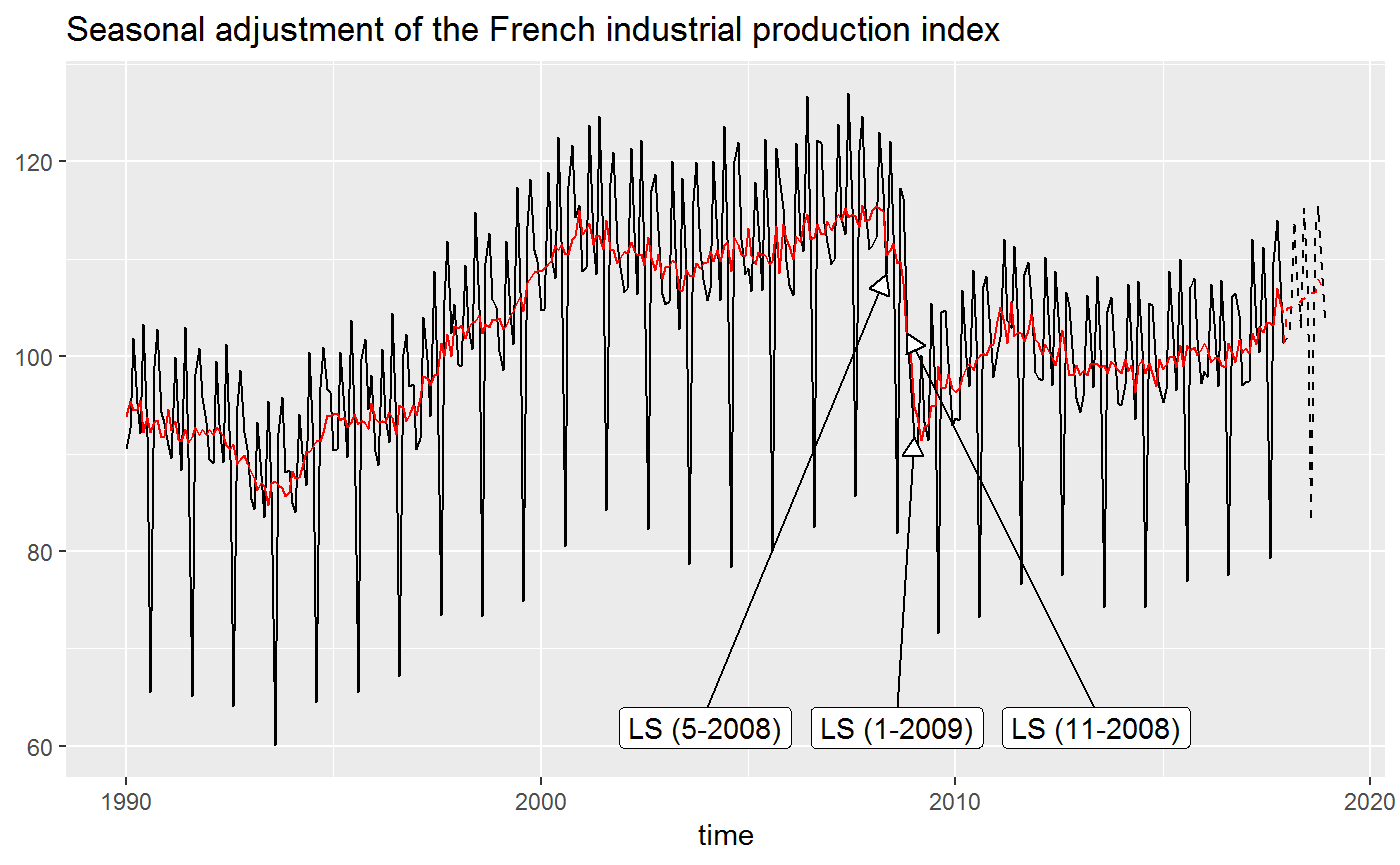 Seasonal adjustment of the French industrial production index
120
100
80
60
LS (5-2008)
LS (1-2009)
LS (11-2008)
1990
2000
2010
2020
time